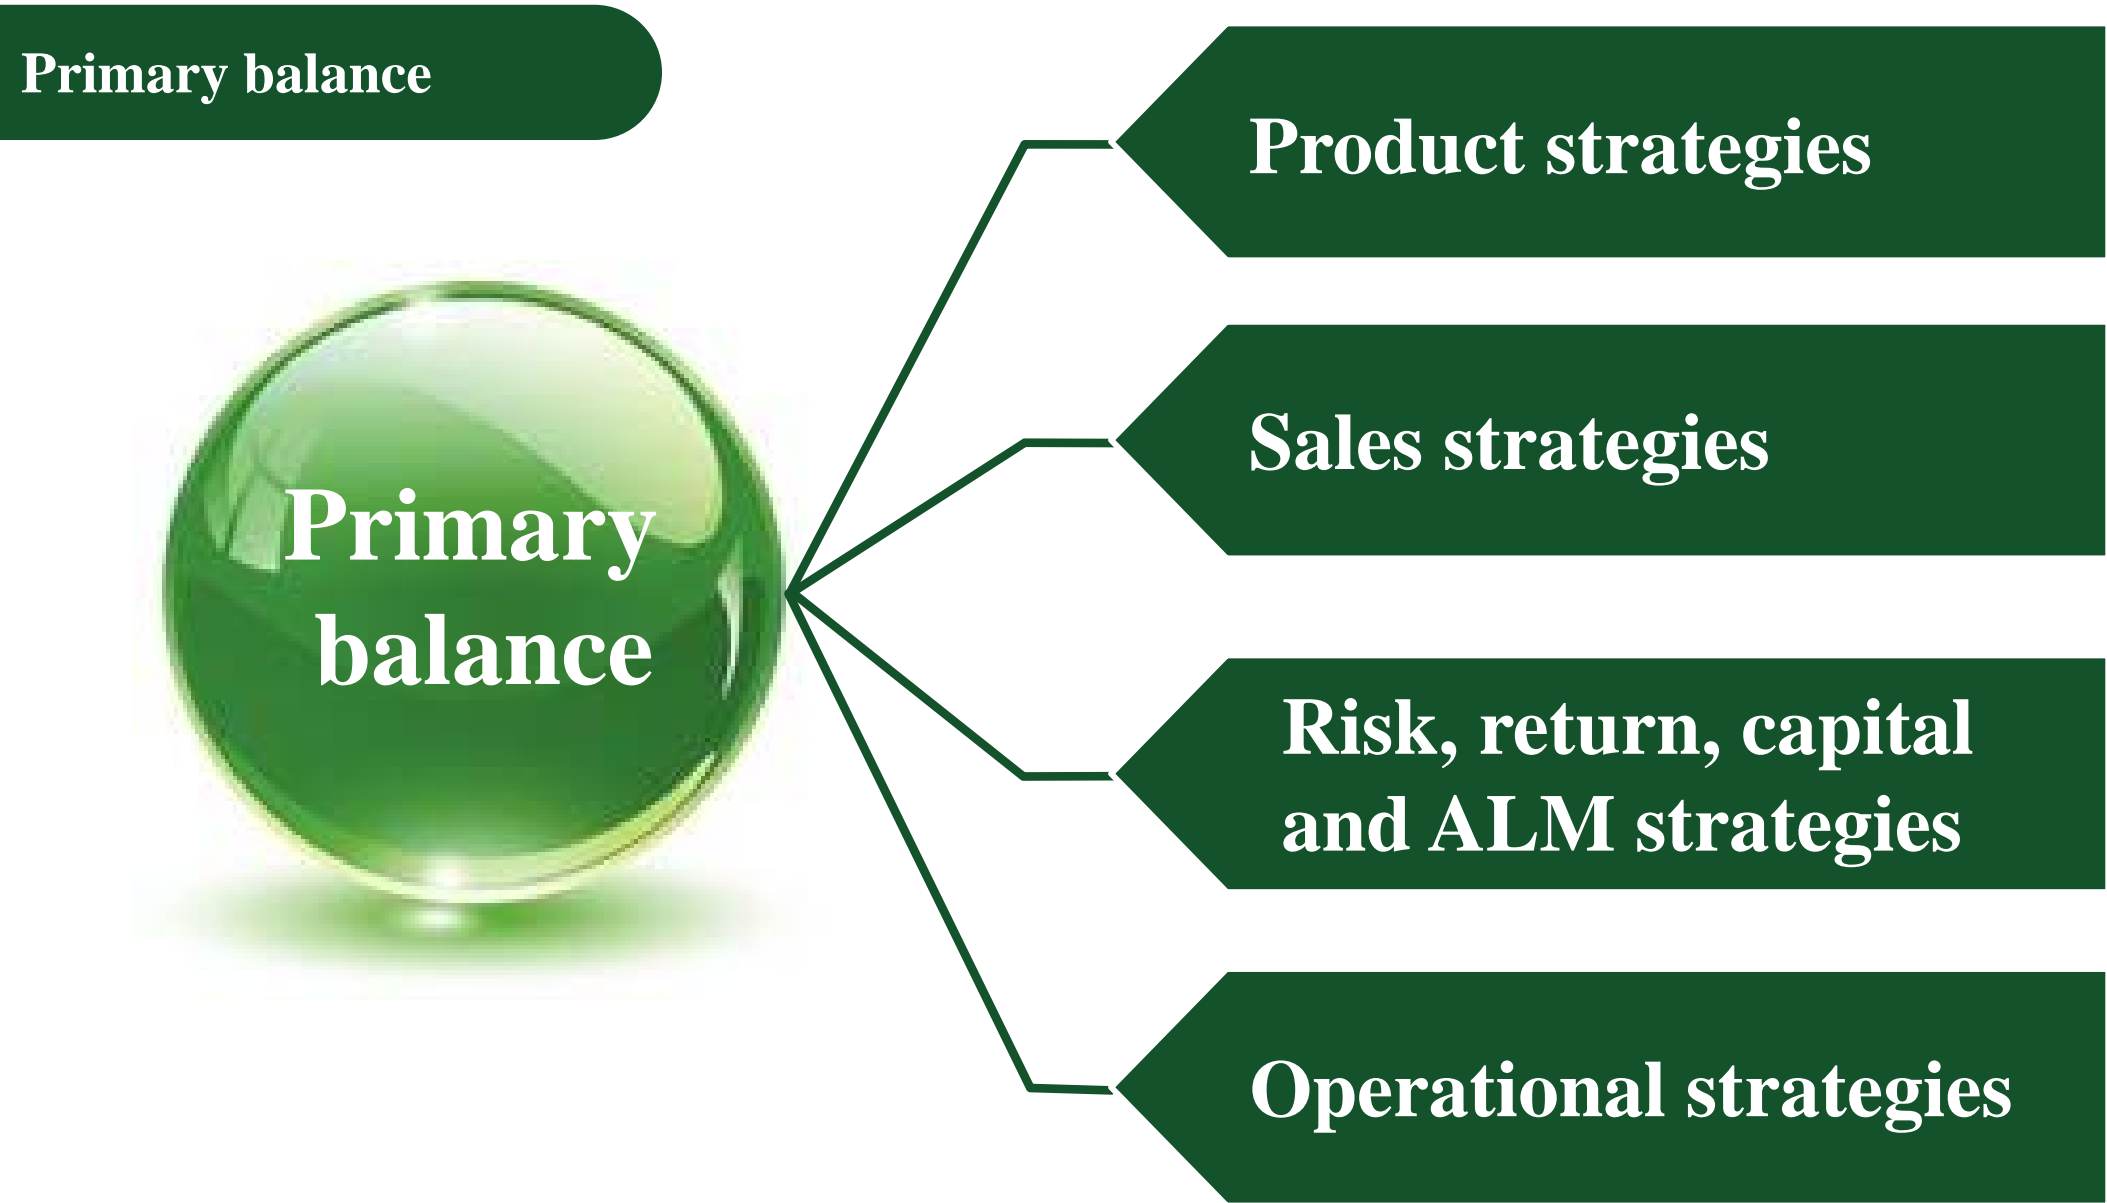 Primary balance
Primary
balance
Product strategies
Sales strategies
Risk, return, capital
and ALM strategies
Operational strategies